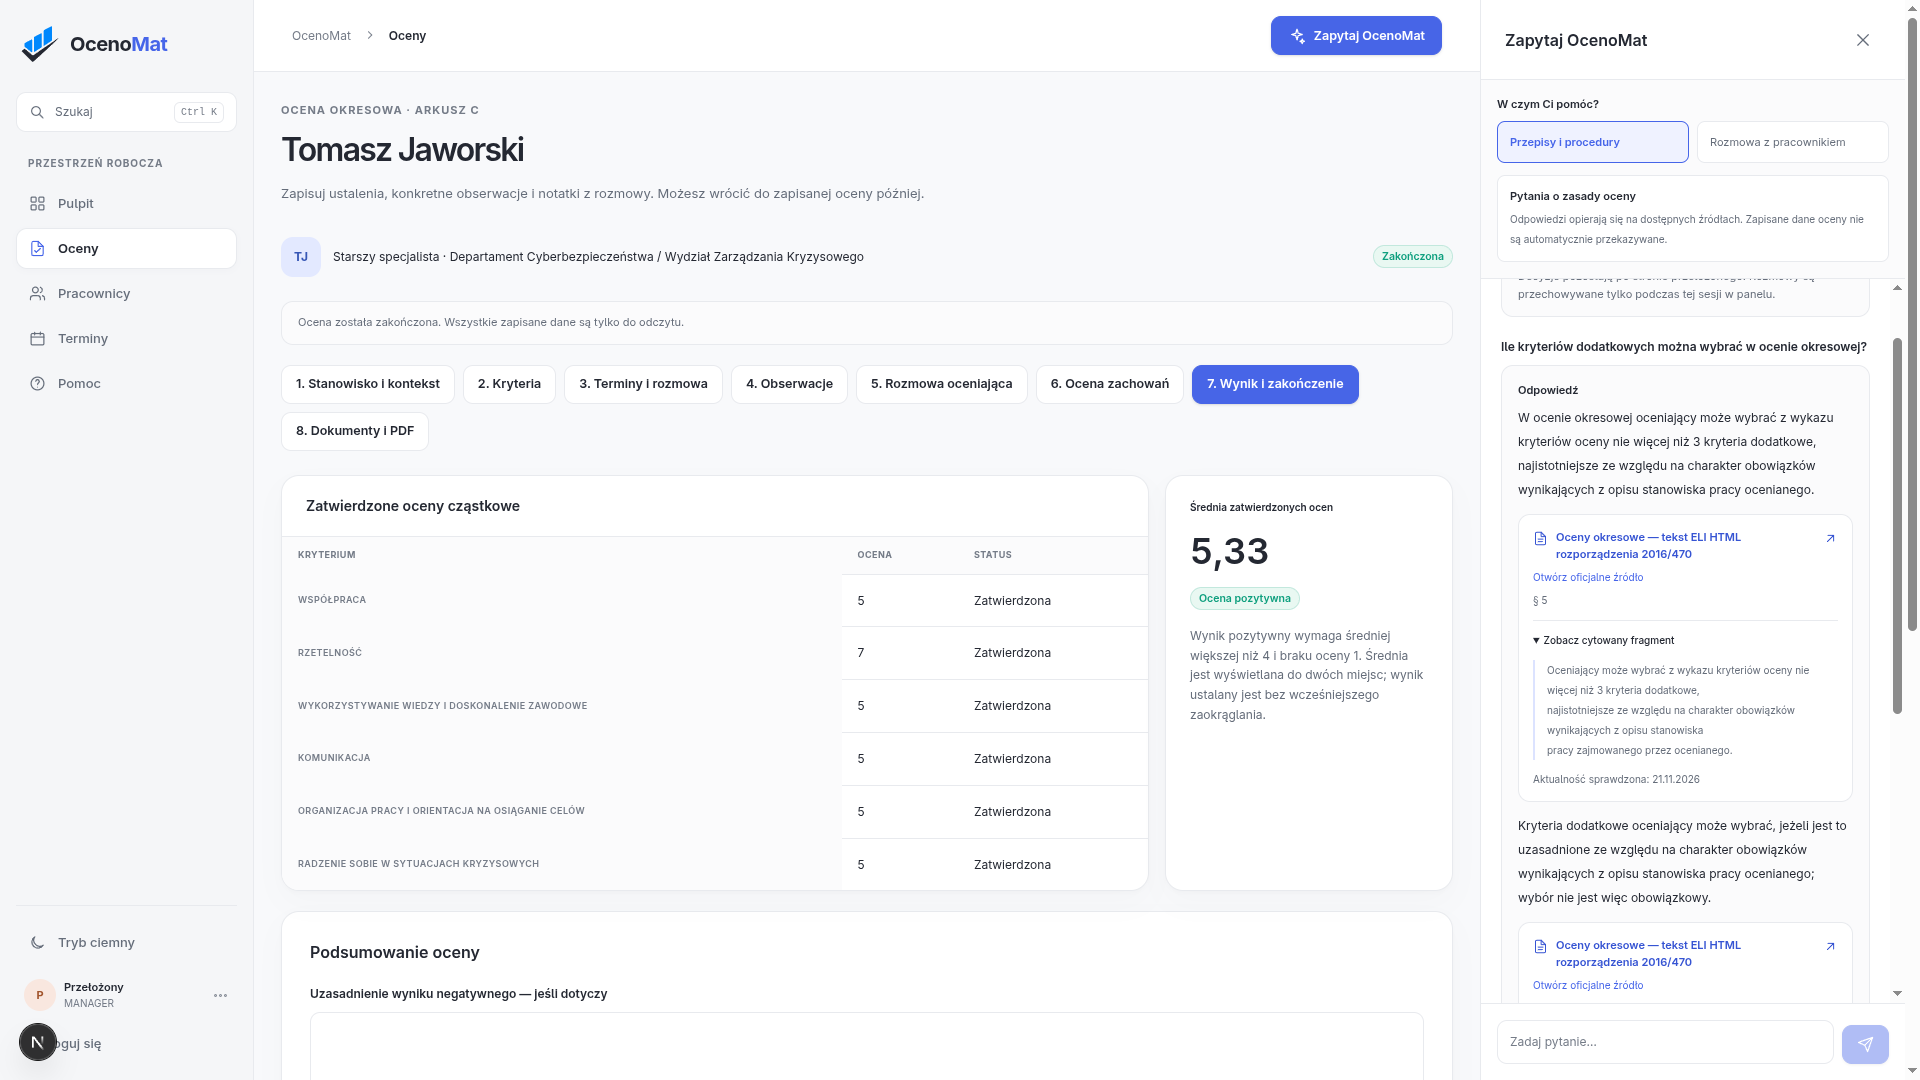 OcenoMat
Szukaj
Ctrl K
PRZESTRZEŃ ROBOCZA
Pulpit
Oceny
Pracownicy
Terminy
Pomoc
Tryb ciemny
P
Przełożony
MANAGER
N
oguj się
OcenoMat
Oceny
Zapytaj OcenoMat
OCENA OKRESOWA · ARKUSZ C
Tomasz Jaworski
Zapisuj ustalenia, konkretne obserwacje i notatki z rozmowy. Możesz wrócić do zapisanej oceny później.
TJ
Starszy specjalista · Departament Cyberbezpieczeństwa / Wydział Zarządzania Kryzysowego
Zakończona
Ocena została zakończona. Wszystkie zapisane dane są tylko do odczytu.
1. Stanowisko i kontekst
2. Kryteria
3. Terminy i rozmowa
4. Obserwacje
5. Rozmowa oceniająca
6. Ocena zachowań
7. Wynik i zakończenie
8. Dokumenty i PDF
Zatwierdzone oceny cząstkowe
KRYTERIUM OCENA STATUS
WSPÓŁPRACA 5 Zatwierdzona
RZETELNOŚĆ 7 Zatwierdzona
WYKORZYSTYWANIE WIEDZY I DOSKONALENIE ZAWODOWE 5 Zatwierdzona
KOMUNIKACJA 5 Zatwierdzona
ORGANIZACJA PRACY I ORIENTACJA NA OSIĄGANIE CELÓW 5 Zatwierdzona
RADZENIE SOBIE W SYTUACJACH KRYZYSOWYCH 5 Zatwierdzona
Średnia zatwierdzonych ocen
5,33
Ocena pozytywna
Wynik pozytywny wymaga średniej
większej niż 4 i braku oceny 1. Średnia
jest wyświetlana do dwóch miejsc; wynik
ustalany jest bez wcześniejszego
zaokrąglania.
Podsumowanie oceny
Uzasadnienie wyniku negatywnego — jeśli dotyczy
Zapytaj OcenoMat
W czym Ci pomóc?
Przepisy i procedury
Rozmowa z pracownikiem
Pytania o zasady oceny
Odpowiedzi opierają się na dostępnych źródłach. Zapisane dane oceny nie
są automatycznie przekazywane.
przechowywane tylko podczas tej sesji w panelu.
Ile kryteriów dodatkowych można wybrać w ocenie okresowej?
Odpowiedź
W ocenie okresowej oceniający może wybrać z wykazu
kryteriów oceny nie więcej niż 3 kryteria dodatkowe,
najistotniejsze ze względu na charakter obowiązków
wynikających z opisu stanowiska pracy ocenianego.
Oceny okresowe — tekst ELI HTML
rozporządzenia 2016/470
Otwórz oficjalne źródło
§ 5
Zobacz cytowany fragment
Oceniający może wybrać z wykazu kryteriów oceny nie
więcej niż 3 kryteria dodatkowe,
najistotniejsze ze względu na charakter obowiązków
wynikających z opisu stanowiska
pracy zajmowanego przez ocenianego.
Aktualność sprawdzona: 21.11.2026
Kryteria dodatkowe oceniający może wybrać, jeżeli jest to
uzasadnione ze względu na charakter obowiązków
wynikających z opisu stanowiska pracy ocenianego;
wybór nie jest więc obowiązkowy.
Oceny okresowe — tekst ELI HTML
rozporządzenia 2016/470
Otwórz oficjalne źródło
Zadaj pytanie...